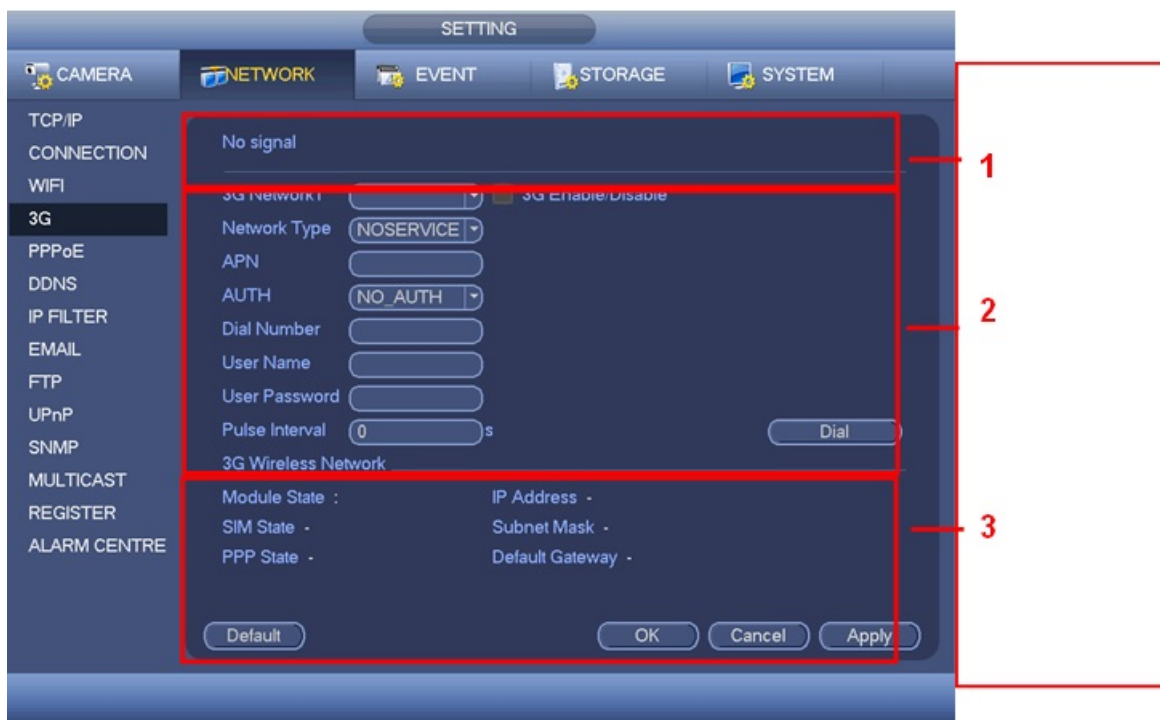 SETTING
CAMERA NETWORK EVENT STORAGE SYSTEM
TCP/IP
CONNECTION
WIFI
3G
PPPoE
DDNS
IP FILTER
EMAIL
FTP
UPnP
SNMP
MULTICAST
REGISTER
ALARM CENTRE
No signal
3G Network1 3G Enable/Disable
Network Type NOSERVICE
APN
AUTH NO_AUTH
Dial Number
User Name
User Password
Pulse Interval 0 s Dial
3G Wireless Network
Module State : IP Address -
SIM State - Subnet Mask -
PPP State - Default Gateway -
Default OK Cancel Apply
1
2
3